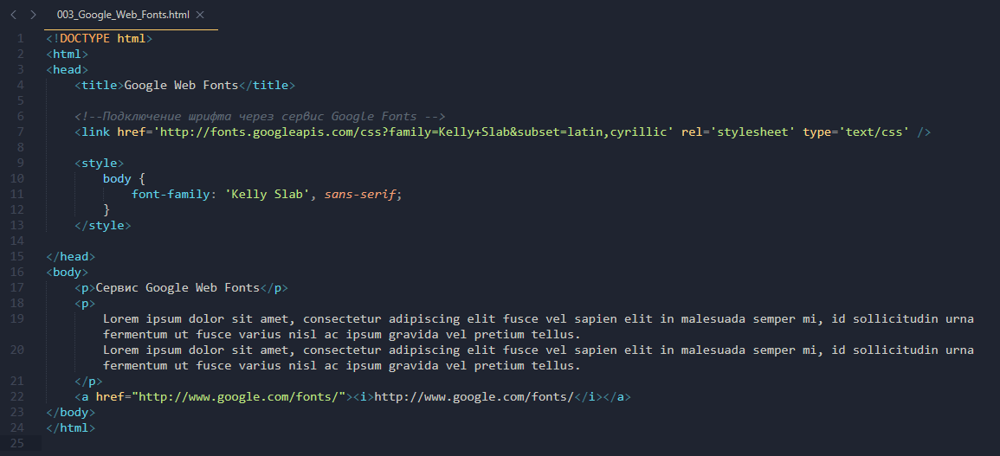 003_Google_Web_Fonts.html
1 <!DOCTYPE html>
2 <html>
3 <head>
4     <title>Google Web Fonts</title>
5
6     <!--Подключение шрифта через сервис Google Fonts -->
7     <link href='http://fonts.googleapis.com/css?family=Kelly+Slab&subset=latin,cyrillic' rel='stylesheet' type='text/css' />
8
9     <style>
10         body {
11             font-family: 'Kelly Slab', sans-serif;
12         }
13     </style>
14
15 </head>
16 <body>
17     <p>Сервис Google Web Fonts</p>
18     <p>
19         Lorem ipsum dolor sit amet, consectetur adipiscing elit fusce vel sapien elit in malesuada semper mi, id sollicitudin urna
fermentum ut fusce varius nisl ac ipsum gravida vel pretium tellus.
20         Lorem ipsum dolor sit amet, consectetur adipiscing elit fusce vel sapien elit in malesuada semper mi, id sollicitudin urna
fermentum ut fusce varius nisl ac ipsum gravida vel pretium tellus.
21     </p>
22     <a href="http://www.google.com/fonts/"><i>http://www.google.com/fonts/</i></a>
23 </body>
24 </html>
25